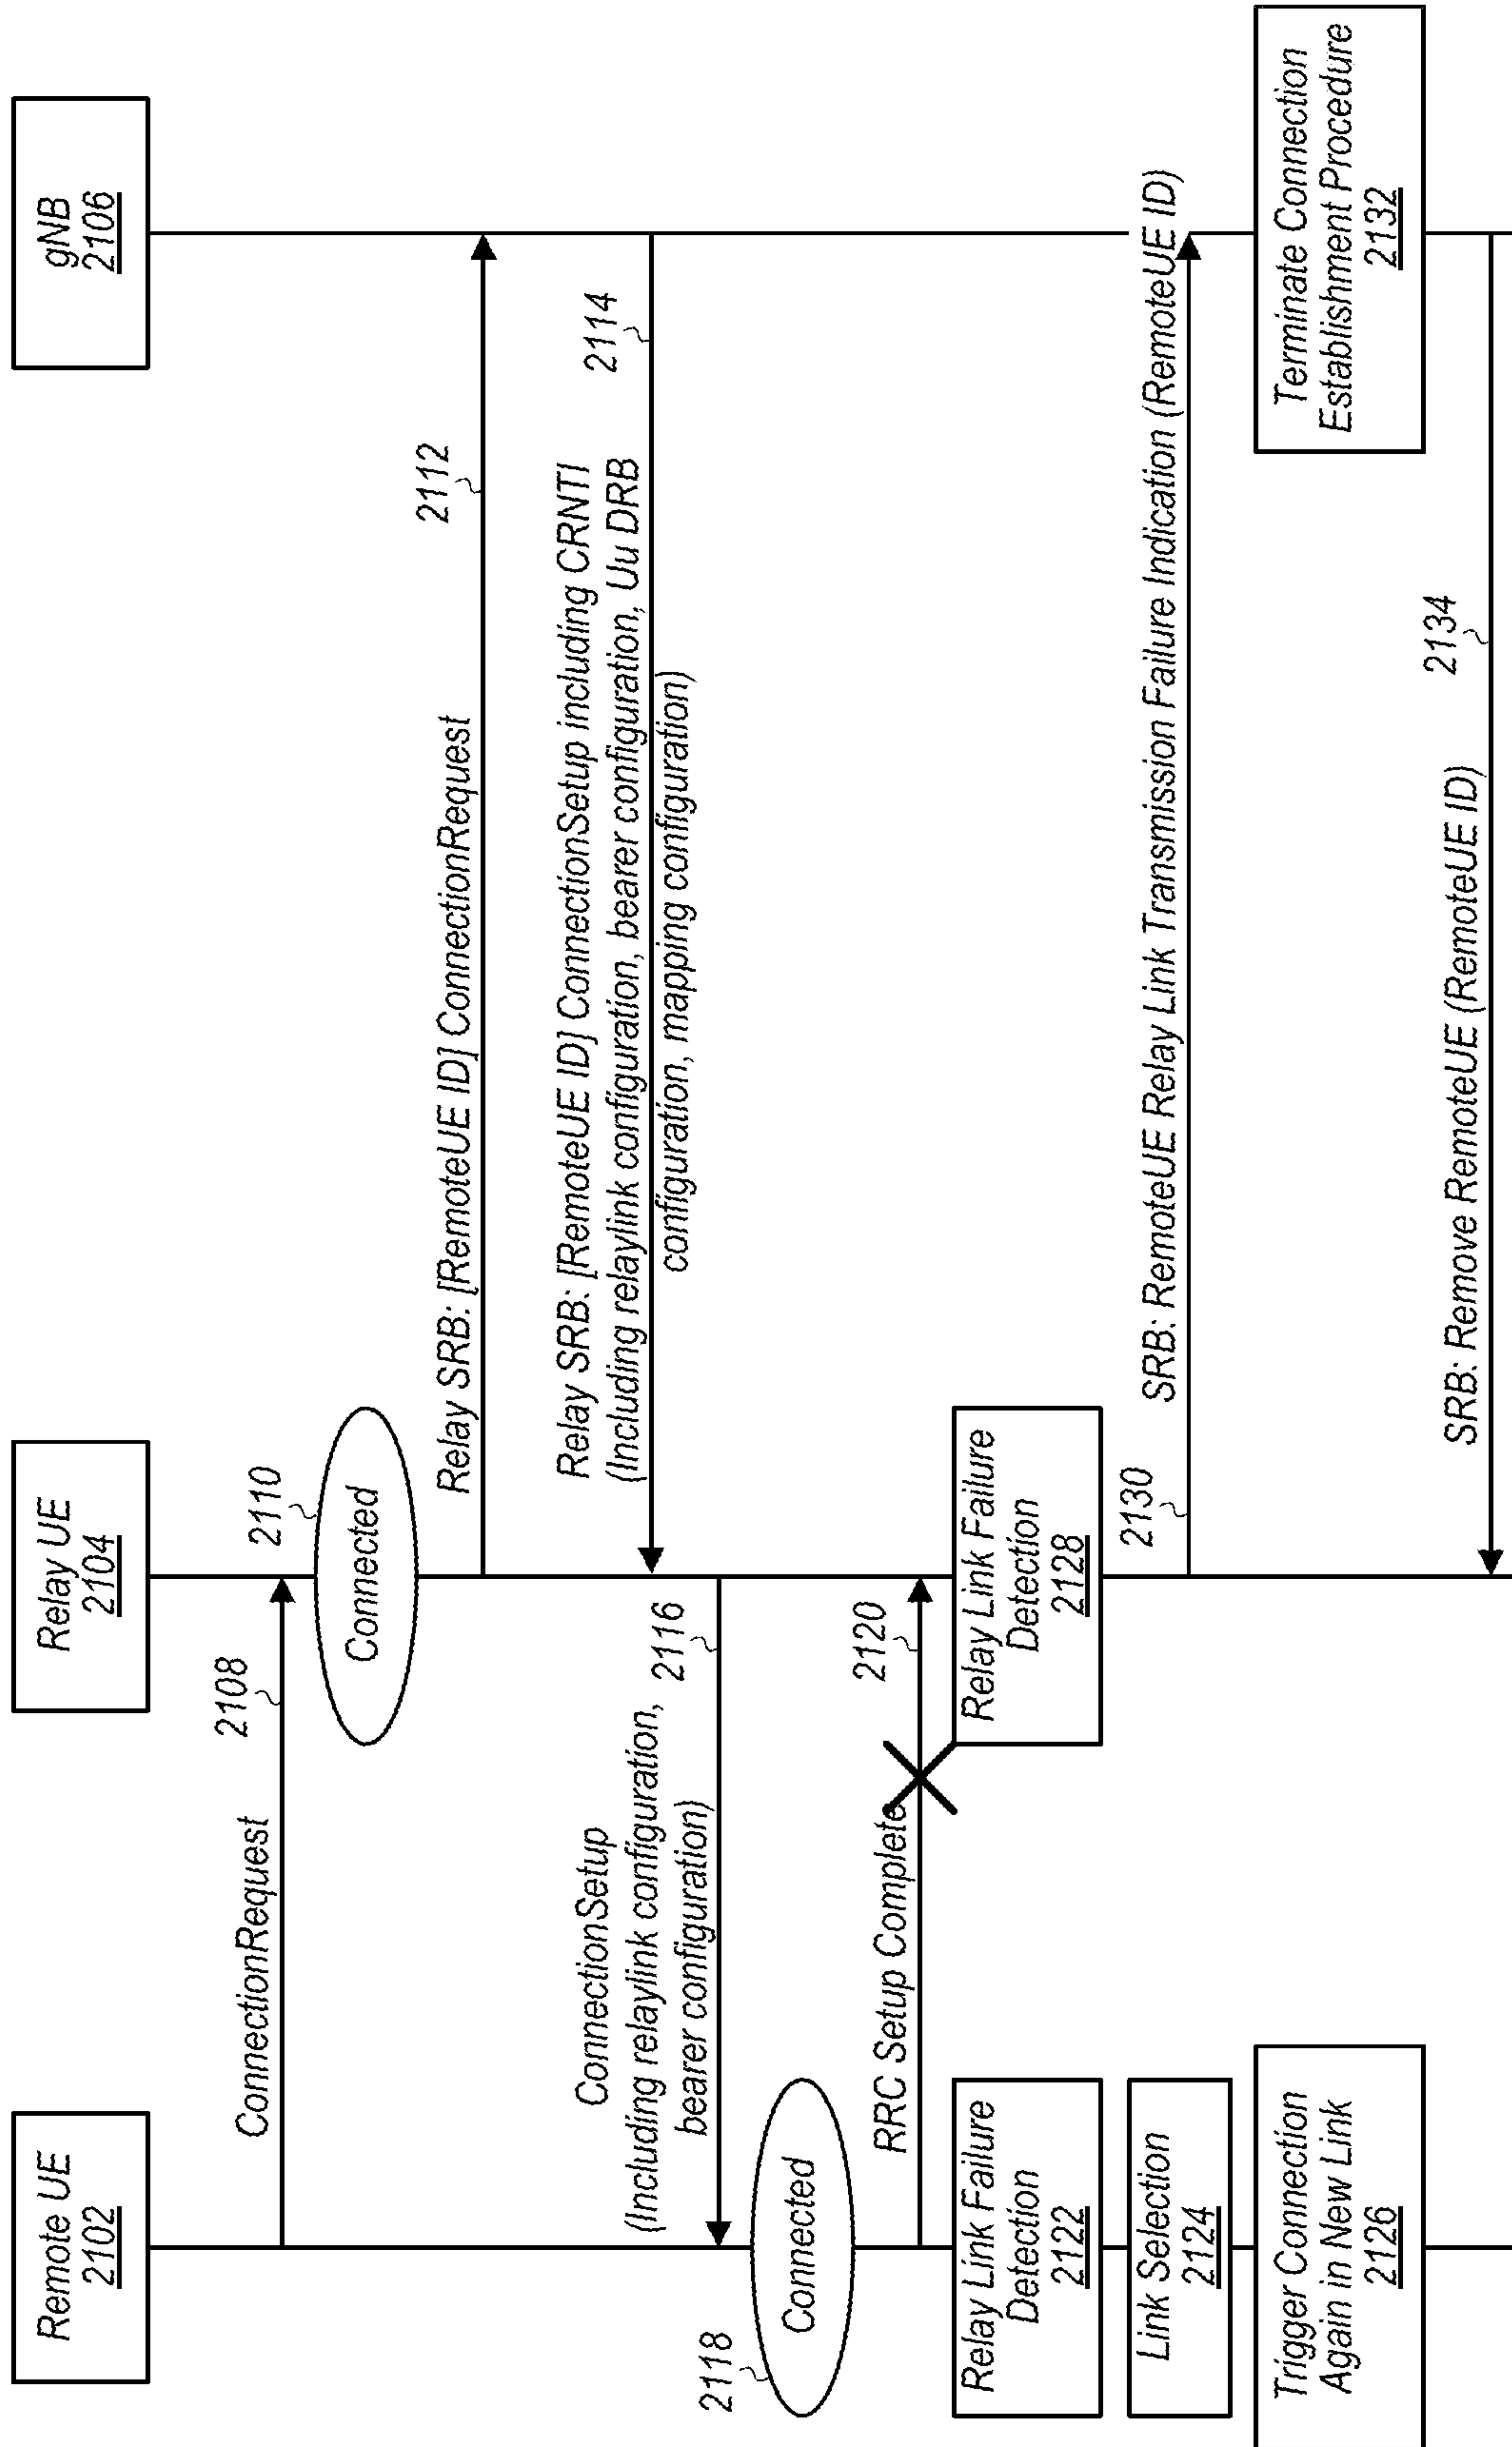 Remote UE
2102
Relay UE
2104
gNB
2106
ConnectionRequest
2108
2110
Connected
Relay SRB: [RemoteUE ID] ConnectionRequest
2112
Relay SRB: [RemoteUE ID] ConnectionSetup including CRNTI
(Including relaylink configuration, bearer configuration, Uu DRB
configuration, mapping configuration)
2114
ConnectionSetup
(Including relaylink configuration,
bearer configuration)
2116
2118
Connected
RRC Setup Complete
2120
Relay Link Failure
Detection
2122
Relay Link Failure
Detection
2128
Link Selection
2124
2130
SRB: RemoteUE Relay Link Transmission Failure Indication (RemoteUE ID)
Trigger Connection
Again in New Link
2126
Terminate Connection
Establishment Procedure
2132
SRB: Remove RemoteUE (RemoteUE ID)
2134